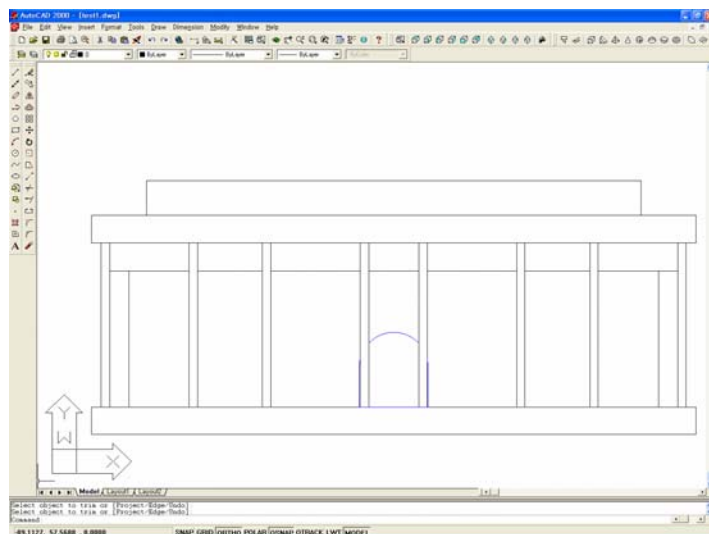 AutoCAD 2000 - [test1.dwg]
File Edit View Insert Format Tools Draw Dimension Modify Window Help
0 ByLayer ByLayer ByLayer
A
Y
W
X
Model Layout1 Layout2
Select object to trim or [Project/Edge/Undo]:
Select object to trim or [Project/Edge/Undo]:
Command:
SNAP GRID ORTHO POLAR OSNAP OTRACK LWT MODEL